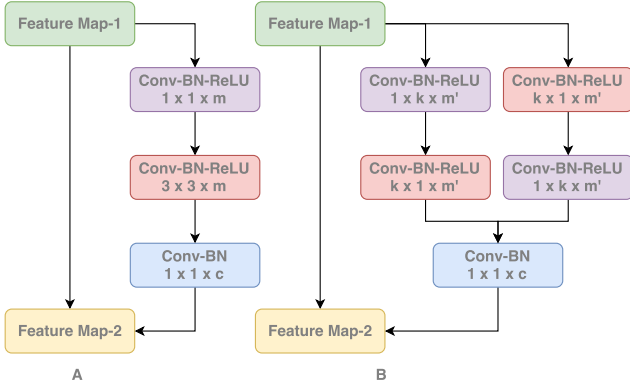 Feature Map-1
Conv-BN-ReLU
1 x 1 x m
Conv-BN-ReLU
3 x 3 x m
Conv-BN
1 x 1 x c
Feature Map-2
A
Feature Map-1
Conv-BN-ReLU
1 x k x m'
Conv-BN-ReLU
k x 1 x m'
Conv-BN-ReLU
k x 1 x m'
Conv-BN-ReLU
1 x k x m'
Conv-BN
1 x 1 x c
Feature Map-2
B